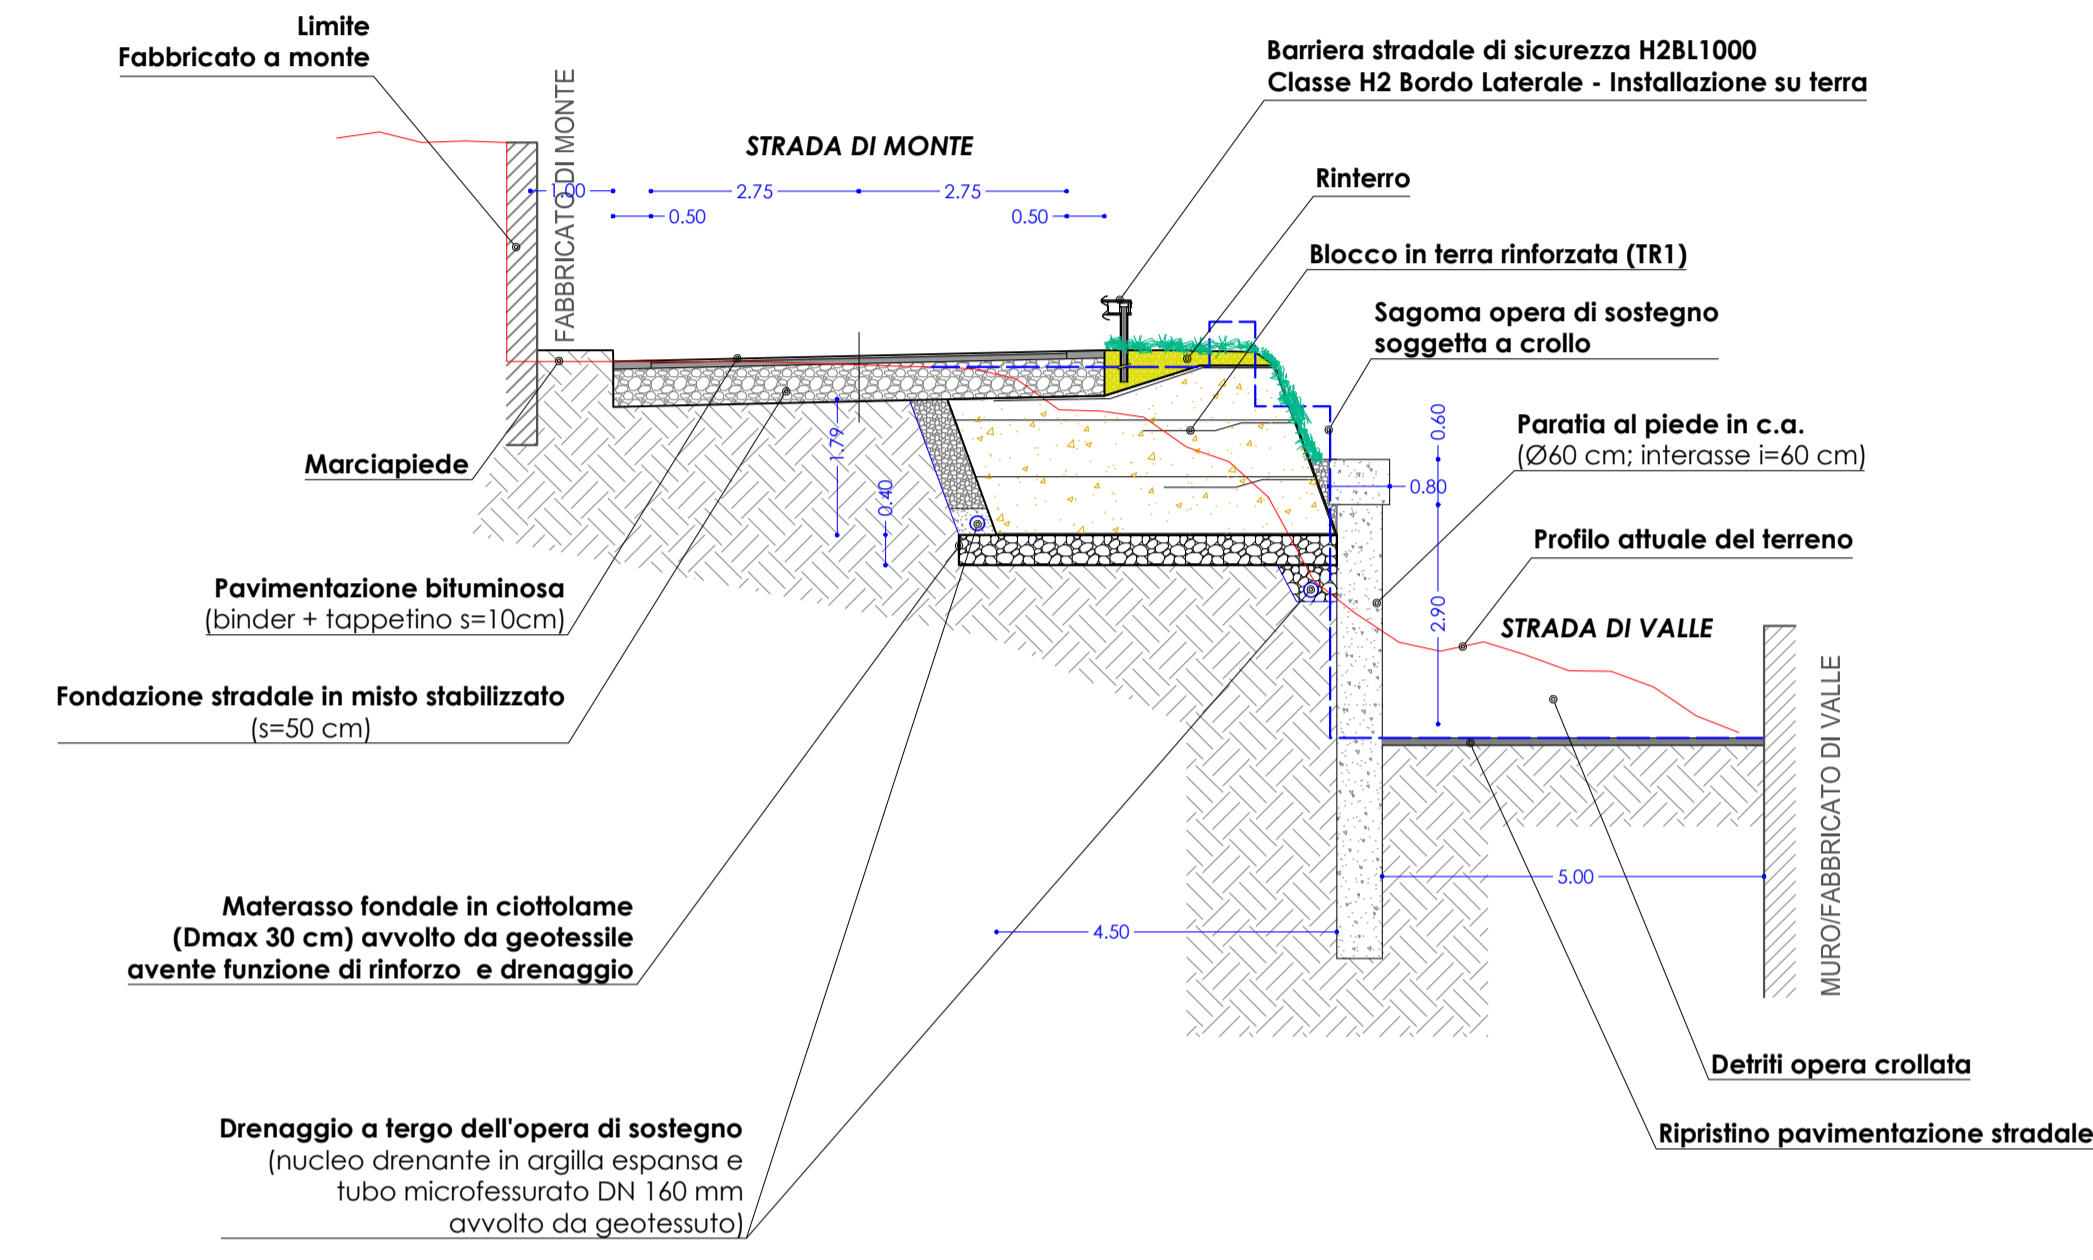 Limite
Fabbricato a monte
FABBRICATO DI MONTE
STRADA DI MONTE
Barriera stradale di sicurezza H2BL1000
Classe H2 Bordo Laterale - Installazione su terra
Rinterro
1.00
2.75
2.75
0.50
0.50
Blocco in terra rinforzata (TR1)
Sagoma opera di sostegno
soggetta a crollo
Paratia al piede in c.a.
(Ø60 cm; interasse i=60 cm)
Marciapiede
1.79
0.40
0.60
0.80
2.90
Profilo attuale del terreno
STRADA DI VALLE
Pavimentazione bituminosa
(binder + tappetino s=10cm)
Fondazione stradale in misto stabilizzato
(s=50 cm)
MURO/FABBRICATO DI VALLE
5.00
4.50
Materasso fondale in ciottolame
(Dmax 30 cm) avvolto da geotessile
avente funzione di rinforzo e drenaggio
Detriti opera crollata
Ripristino pavimentazione stradale
Drenaggio a tergo dell'opera di sostegno
(nucleo drenante in argilla espansa e
tubo microfessurato DN 160 mm
avvolto da geotessuto)